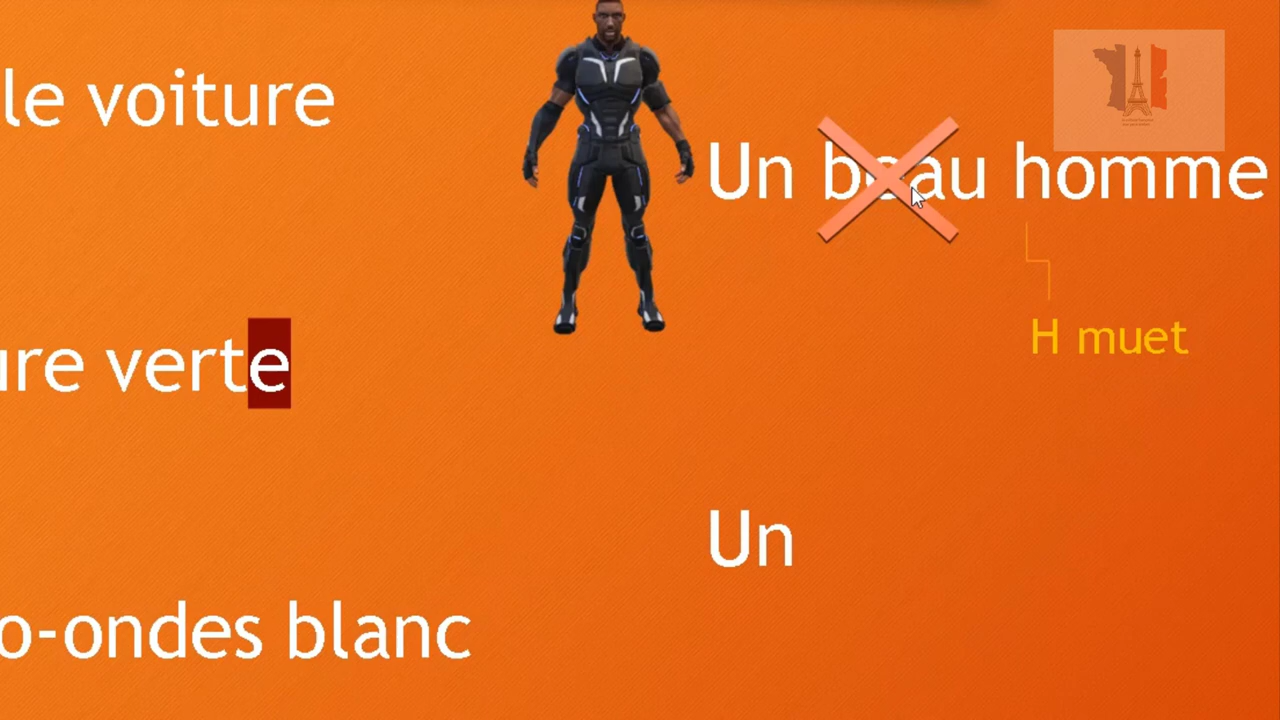 le voiture
Un beau homme
H muet
ure verte
Un
o-ondes blanc